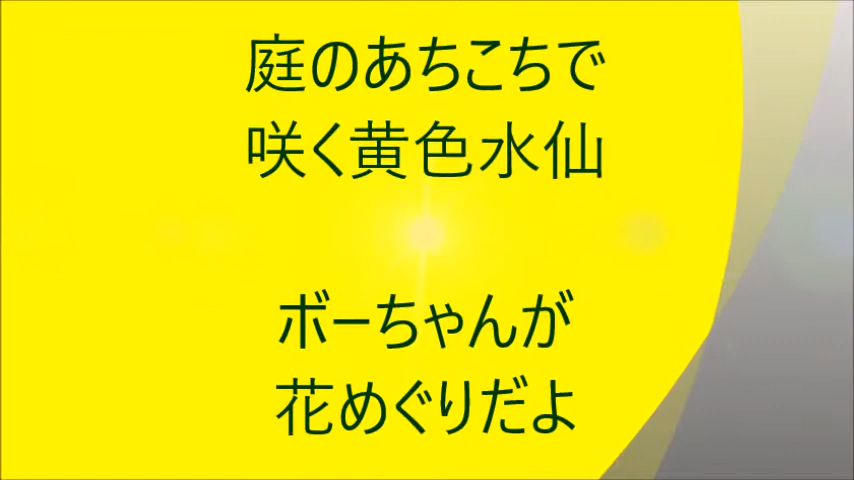 庭のあちこちで
咲く黄色水仙
ボーちゃんが
花めぐりだよ